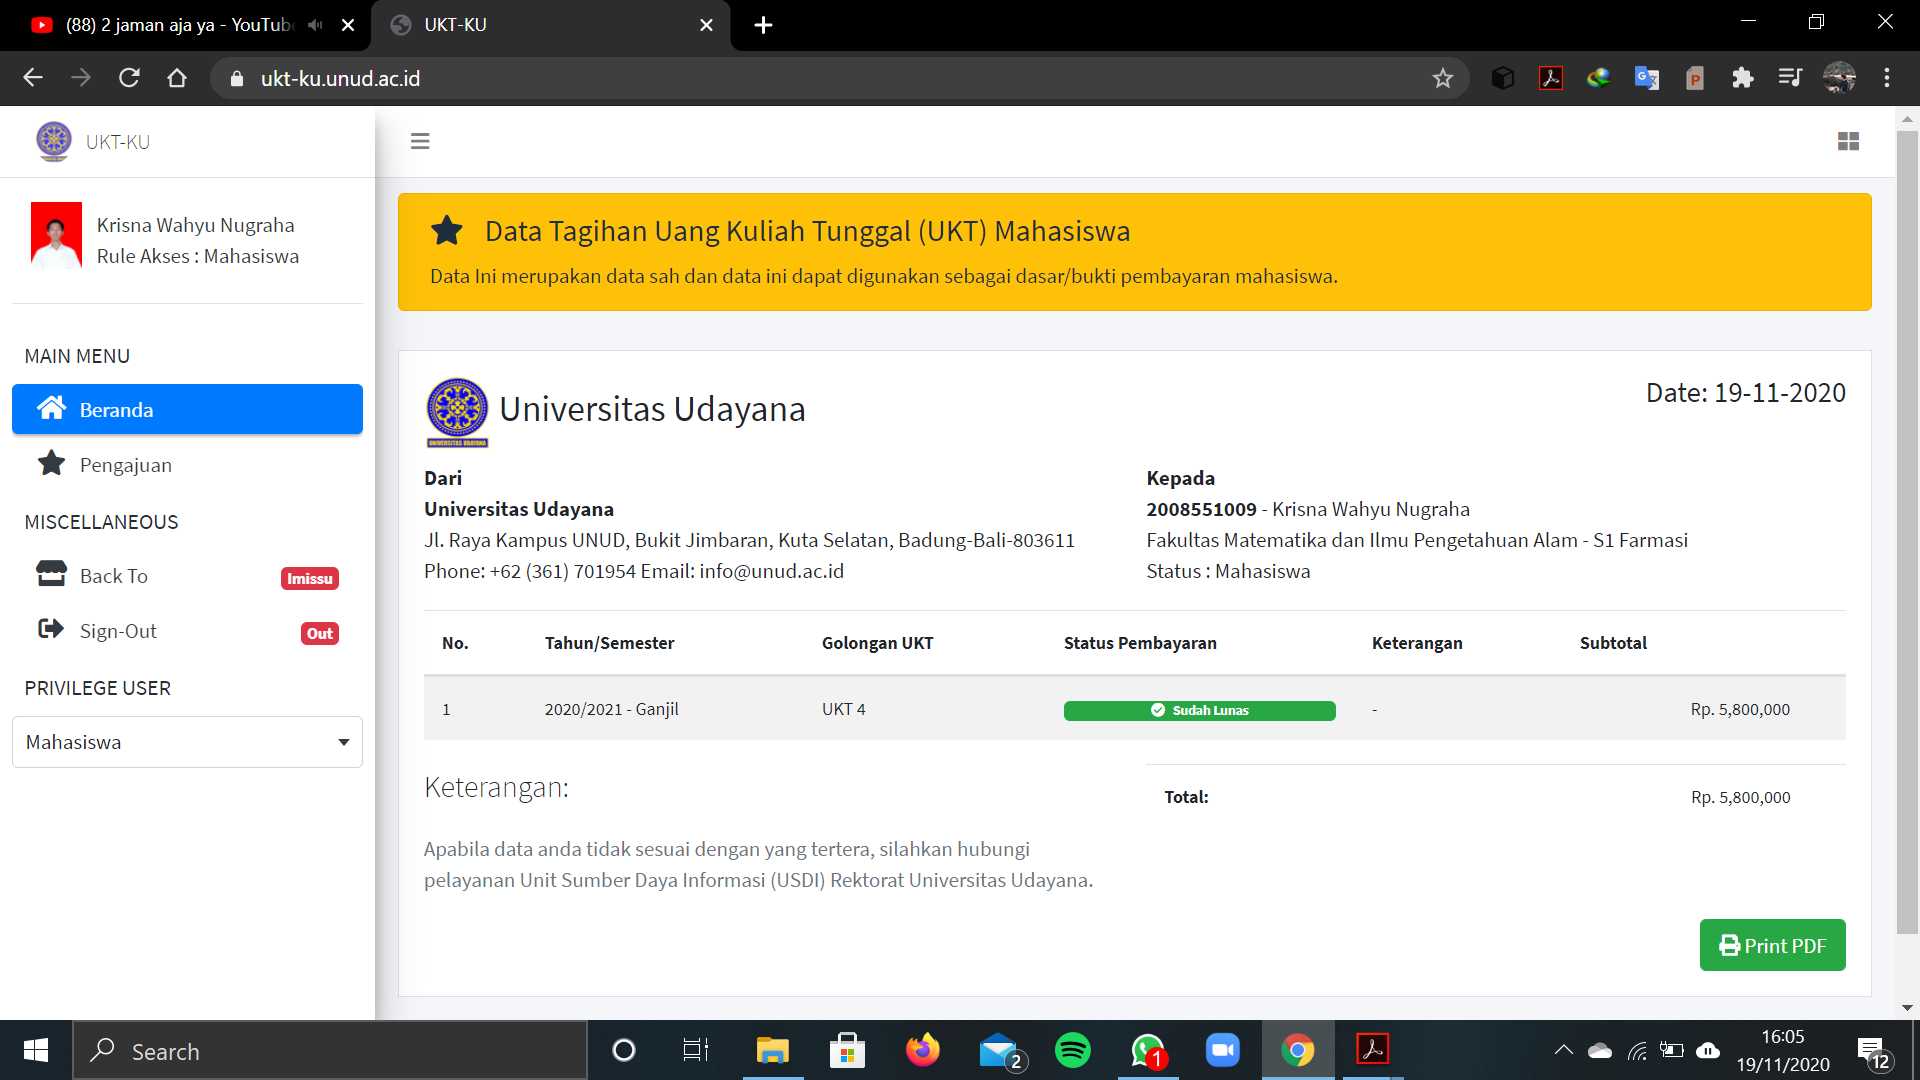 (88) 2 jaman aja ya - YouTub
UKT-KU
ukt-ku.unud.ac.id
UKT-KU
Krisna Wahyu Nugraha
Rule Akses : Mahasiswa
MAIN MENU
Beranda
Pengajuan
MISCELLANEOUS
Back To
Imissu
Sign-Out
Out
PRIVILEGE USER
Mahasiswa
Data Tagihan Uang Kuliah Tunggal (UKT) Mahasiswa
Data Ini merupakan data sah dan data ini dapat digunakan sebagai dasar/bukti pembayaran mahasiswa.
UNIVERSITAS UDAYANA
Universitas Udayana
Date: 19-11-2020
Dari
Universitas Udayana
Jl. Raya Kampus UNUD, Bukit Jimbaran, Kuta Selatan, Badung-Bali-803611
Phone: +62 (361) 701954 Email: info@unud.ac.id
Kepada
2008551009 - Krisna Wahyu Nugraha
Fakultas Matematika dan Ilmu Pengetahuan Alam - S1 Farmasi
Status : Mahasiswa
No. Tahun/Semester Golongan UKT Status Pembayaran Keterangan Subtotal
1 2020/2021 - Ganjil UKT 4 Sudah Lunas - Rp. 5,800,000
Keterangan:
Apabila data anda tidak sesuai dengan yang tertera, silahkan hubungi
pelayanan Unit Sumber Daya Informasi (USDI) Rektorat Universitas Udayana.
Total: Rp. 5,800,000
Print PDF
Search
2
1
16:05
19/11/2020
12